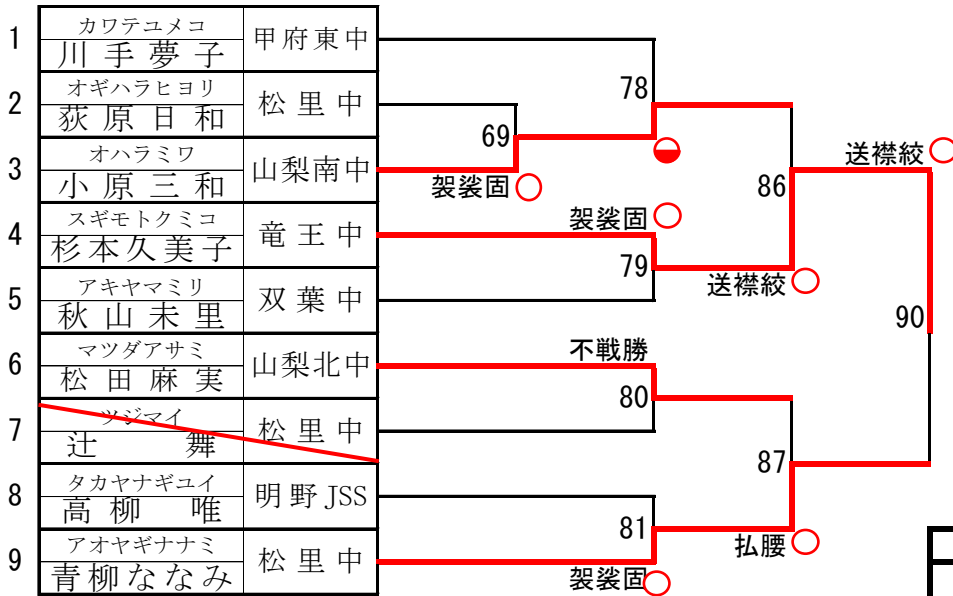 1 カワテユメコ 甲府東中
川手夢子
2 オギハラヒヨリ 松里中
荻原日和
3 オハラミワ 山梨南中
小原三和
4 スギモトクミコ 竜王中
杉本久美子
5 アキヤマミリ 双葉中
秋山未里
6 マツダアサミ 山梨北中
松田麻実
7 ツジマイ 松里中
辻 舞
8 タカヤナギユイ 明野JSS
高柳 唯
9 アオヤギナナミ 松里中
青柳ななみ
69
袈裟固
78
袈裟固
79
不戦勝
80
81
袈裟固
86
送襟絞
87
払腰
送襟絞
90